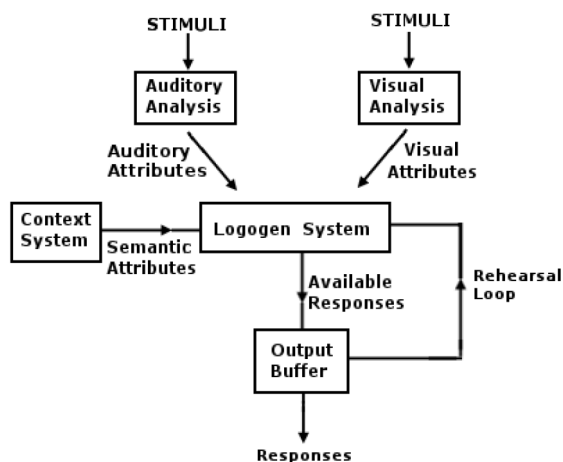 STIMULI
STIMULI
Auditory
Analysis
Visual
Analysis
Auditory
Attributes
Visual
Attributes
Context
System
Semantic
Attributes
Logogen System
Available
Responses
Rehearsal
Loop
Output
Buffer
Responses